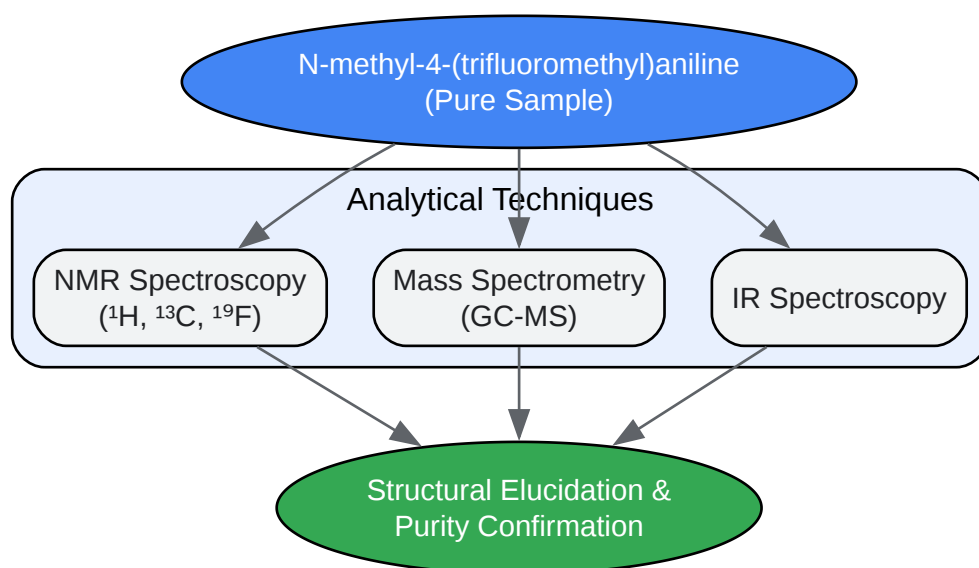 N-methyl-4-(trifluoromethyl)aniline
(Pure Sample)
Analytical Techniques
NMR Spectroscopy
(¹H, ¹³C, ¹⁹F)
Mass Spectrometry
(GC-MS)
IR Spectroscopy
Structural Elucidation &
Purity Confirmation